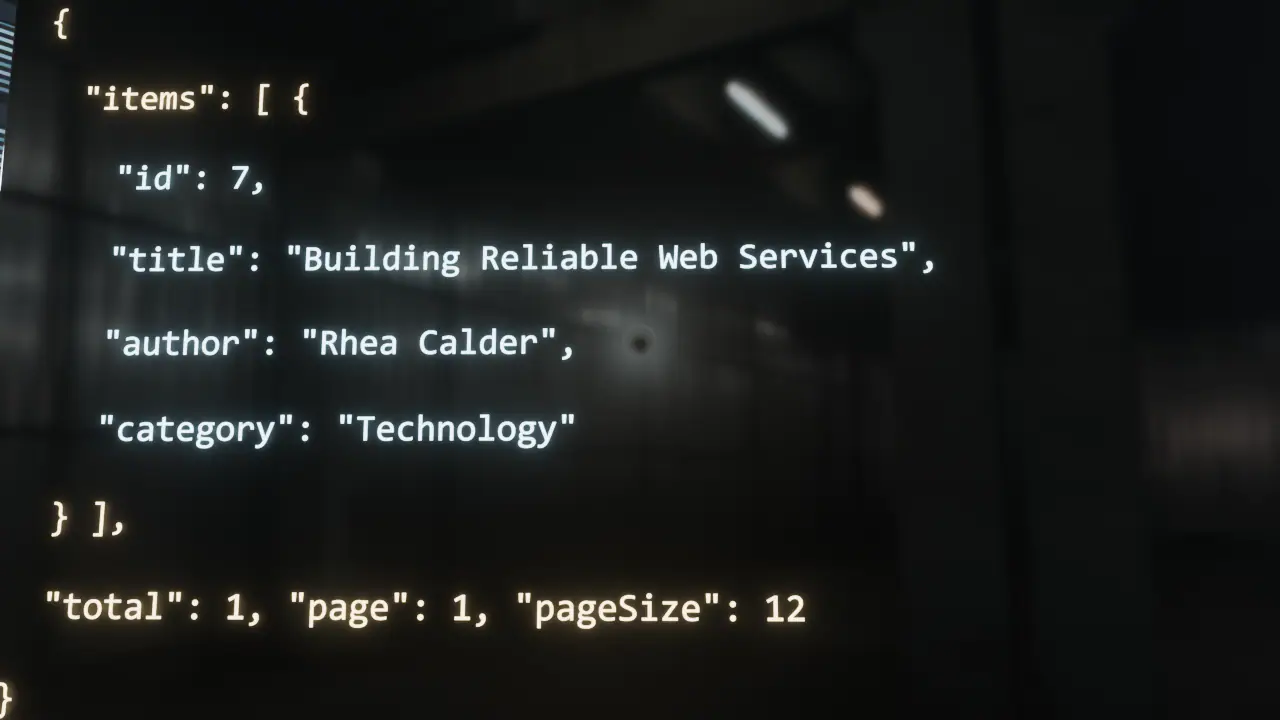 {
"items": [ {
"id": 7,
"title": "Building Reliable Web Services",
"author": "Rhea Calder",
"category": "Technology"
} ],
"total": 1, "page": 1, "pageSize": 12
}